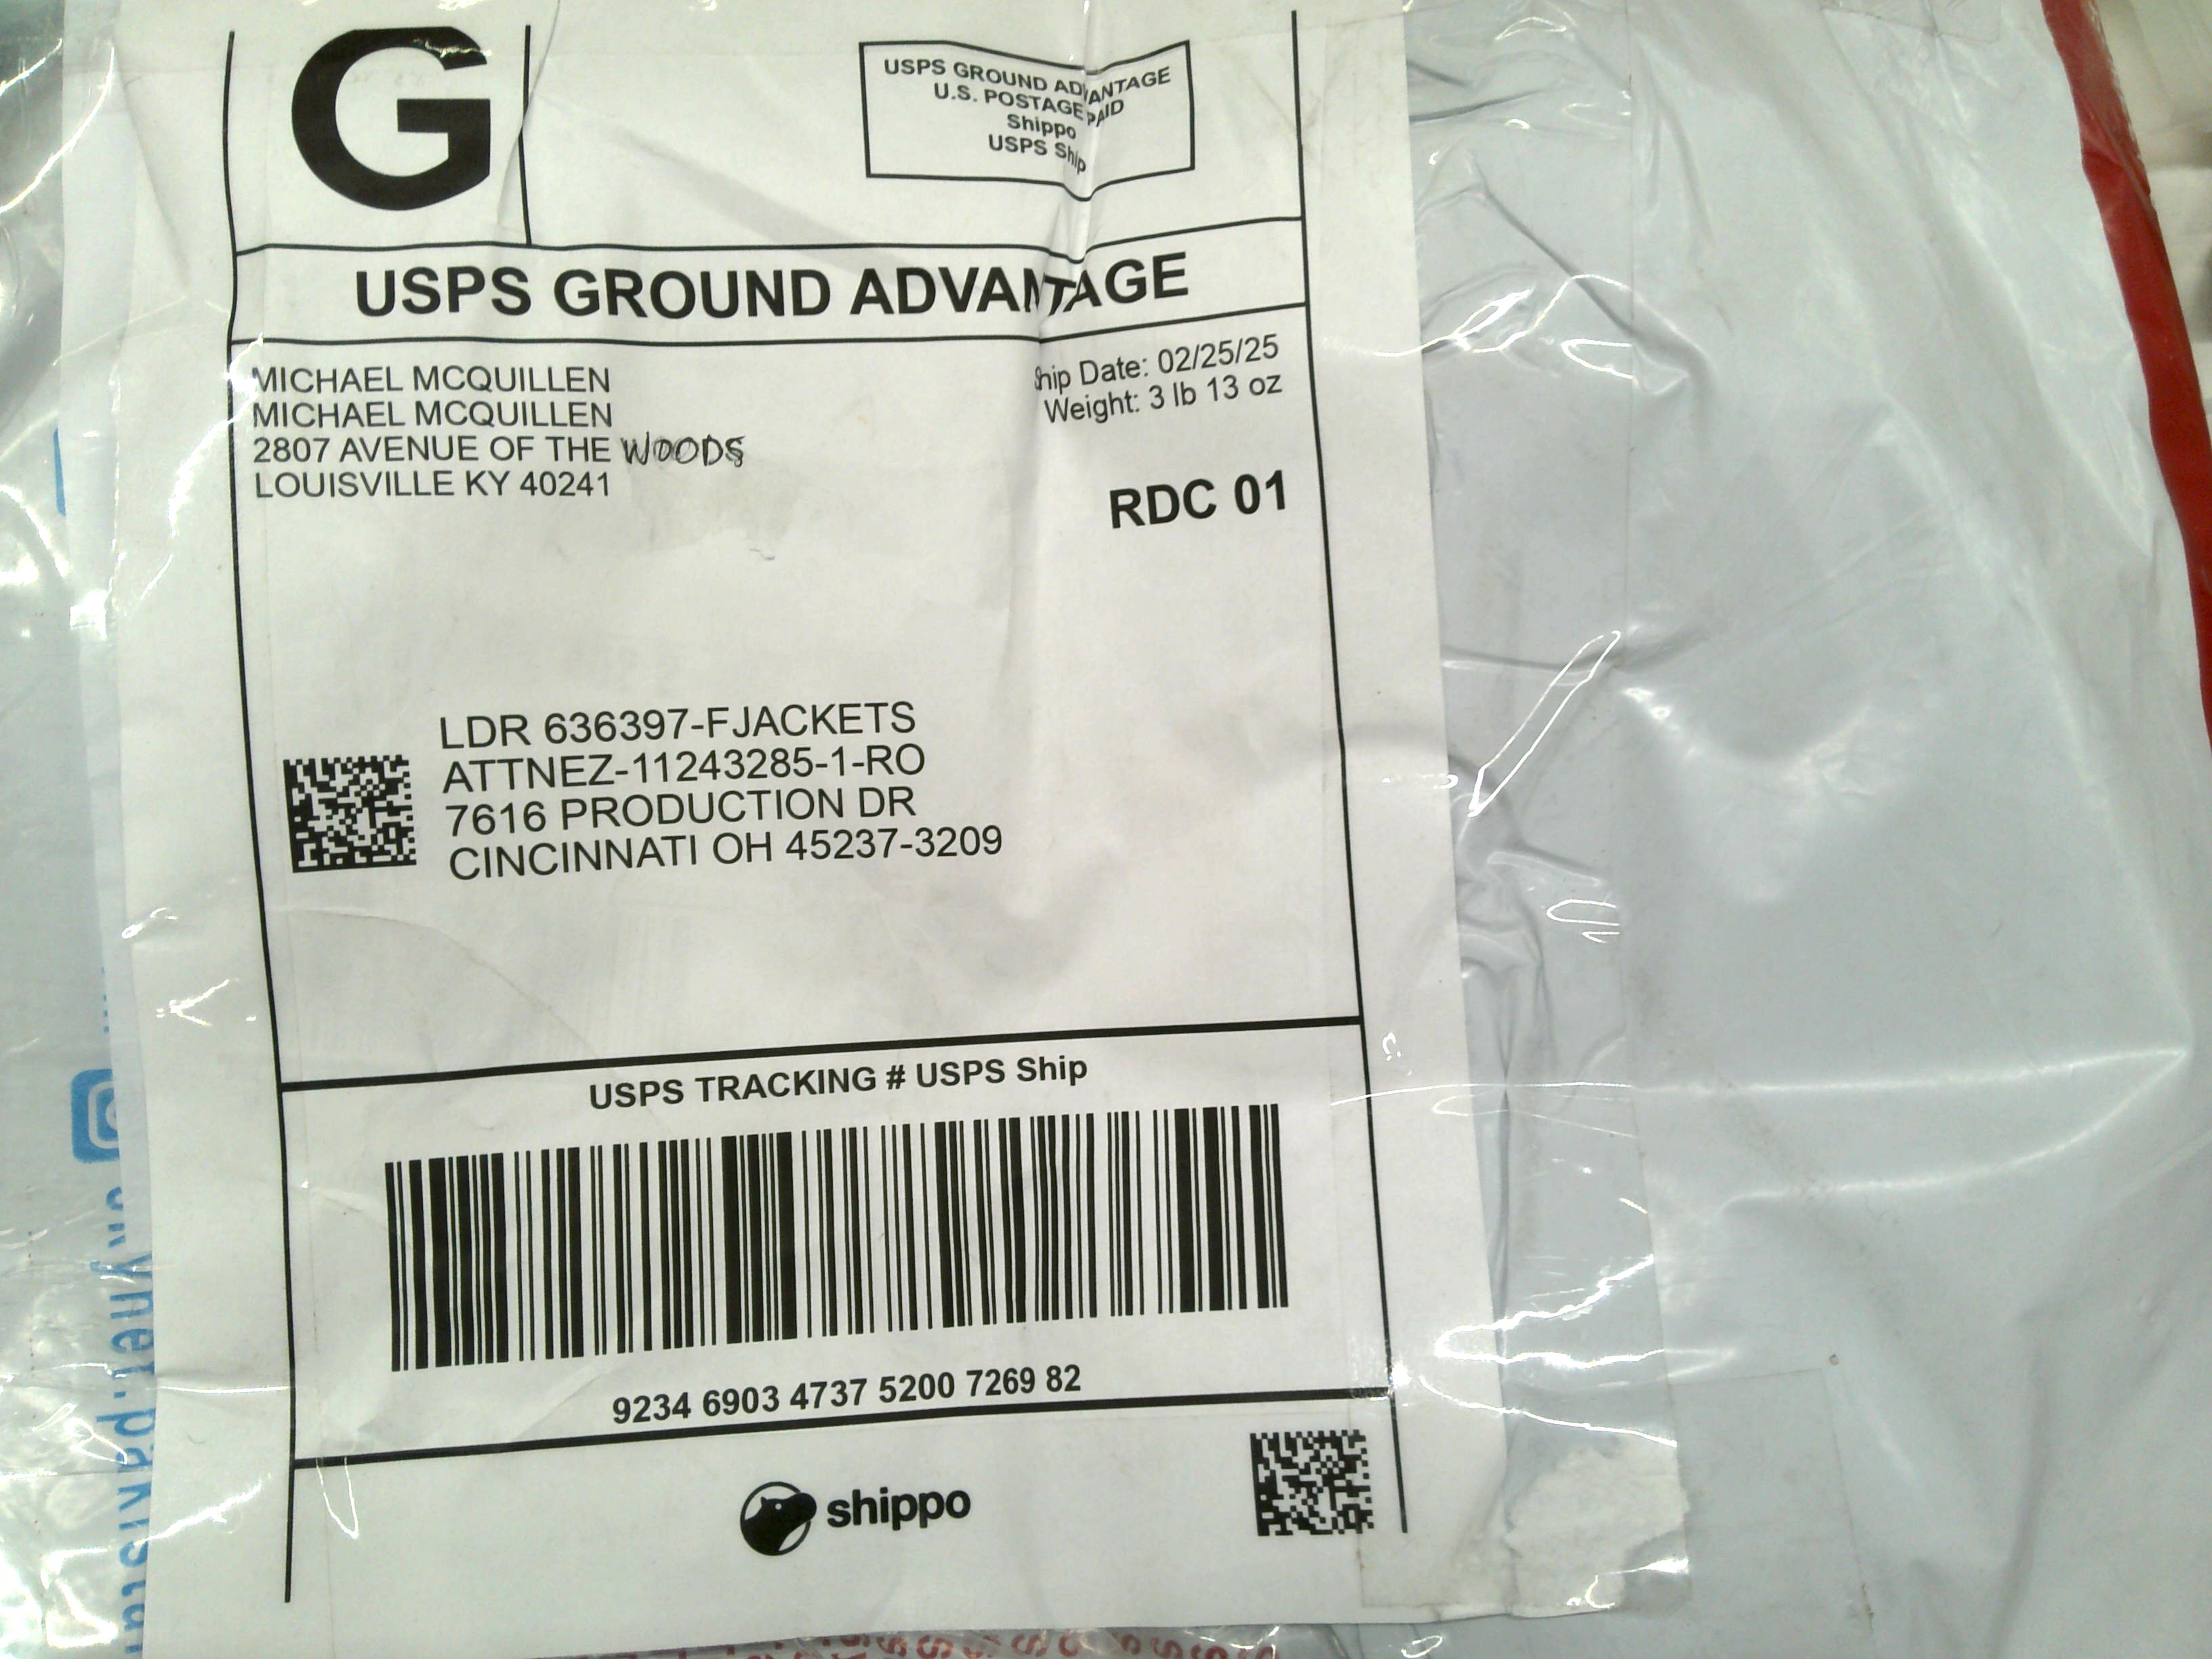 G
USPS GROUND ADVANTAGE
U.S. POSTAGE PAID
Shippo
USPS Ship
USPS GROUND ADVANTAGE
MICHAEL MCQUILLEN
MICHAEL MCQUILLEN
2807 AVENUE OF THE WOODS
LOUISVILLE KY 40241
Ship Date: 02/25/25
Weight: 3 lb 13 oz
RDC 01
LDR 636397-FJACKETS
ATTNEZ-11243285-1-RO
7616 PRODUCTION DR
CINCINNATI OH 45237-3209
USPS TRACKING # USPS Ship
9234 6903 4737 5200 7269 82
shippo